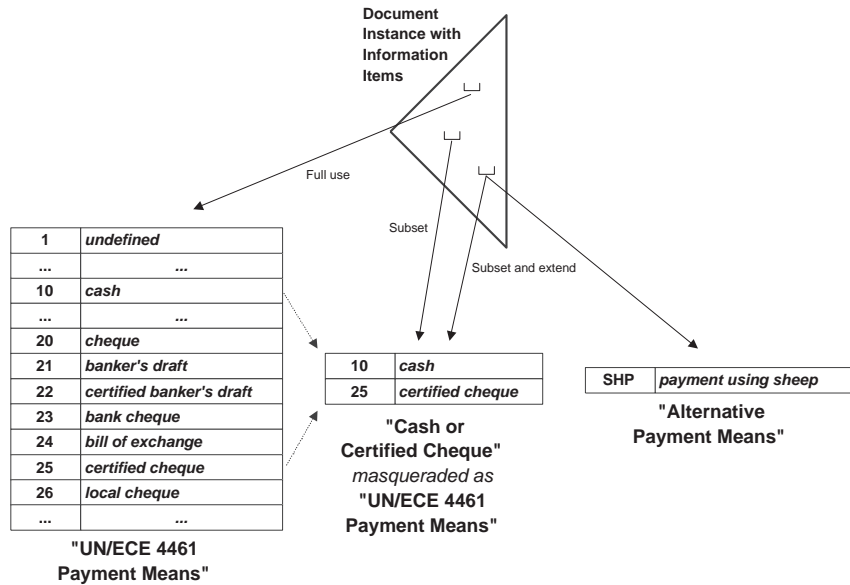 Document
Instance with
Information
Items
Full use
Subset
Subset and extend
1 undefined
... ...
10 cash
... ...
20 cheque
21 banker's draft
22 certified banker's draft
23 bank cheque
24 bill of exchange
25 certified cheque
26 local cheque
... ...
"UN/ECE 4461
Payment Means"
10 cash
25 certified cheque
"Cash or
Certified Cheque"
masqueraded as
"UN/ECE 4461
Payment Means"
SHP payment using sheep
"Alternative
Payment Means"